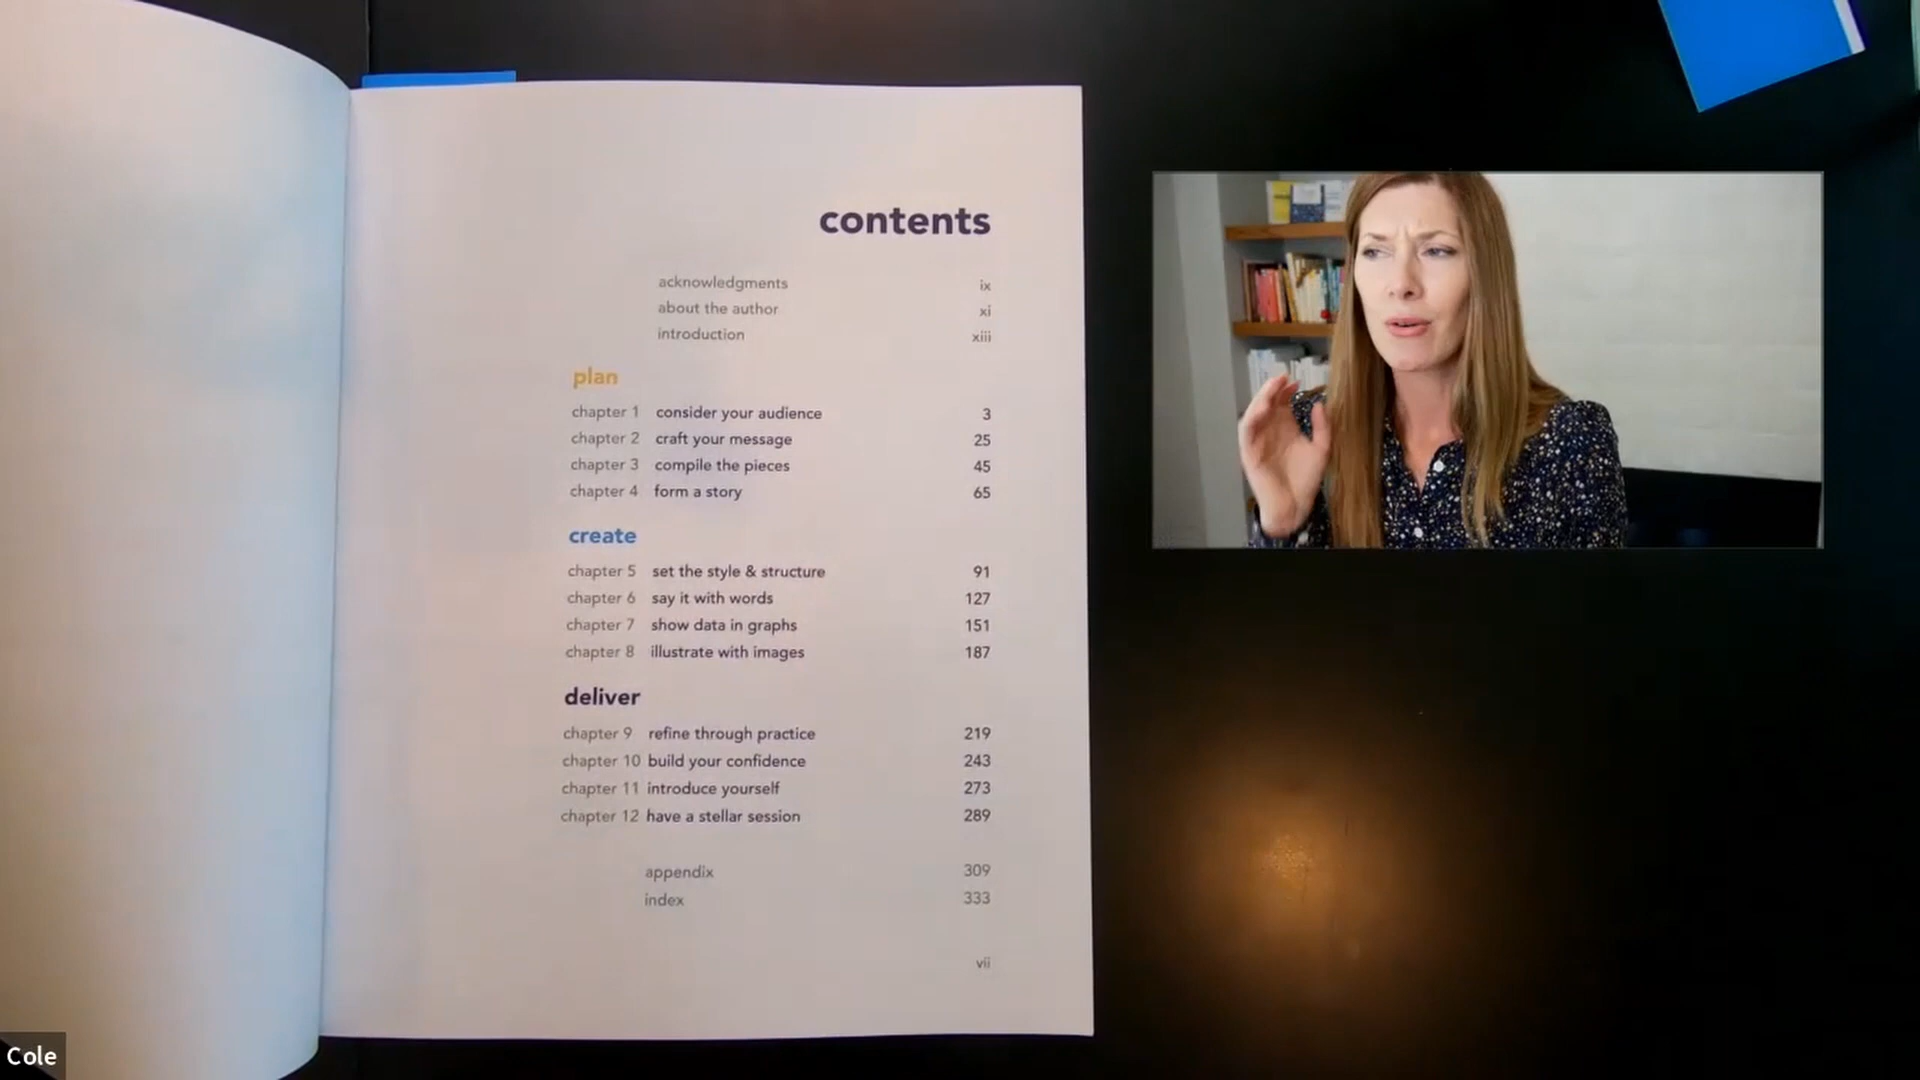 contents
acknowledgments ix
about the author xi
introduction xiii
plan
chapter 1 consider your audience 3
chapter 2 craft your message 25
chapter 3 compile the pieces 45
chapter 4 form a story 65
create
chapter 5 set the style & structure 91
chapter 6 say it with words 127
chapter 7 show data in graphs 151
chapter 8 illustrate with images 187
deliver
chapter 9 refine through practice 219
chapter 10 build your confidence 243
chapter 11 introduce yourself 273
chapter 12 have a stellar session 289
appendix 309
index 333
vii
Cole